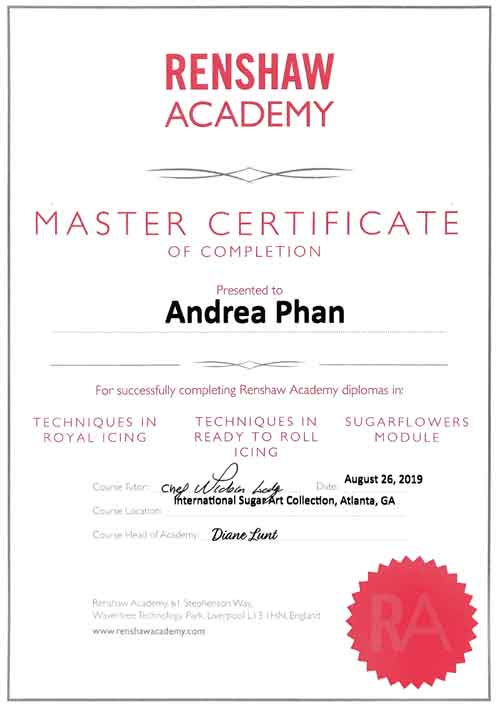 RENSHAW
ACADEMY
MASTER CERTIFICATE
OF COMPLETION
Presented to
Andrea Phan
For successfully completing Renshaw Academy diplomas in:
TECHNIQUES IN ROYAL ICING
TECHNIQUES IN READY TO ROLL ICING
SUGARFLOWERS MODULE
Course Tutor: Chef
Date: August 26, 2019
Course Location: International Sugar Art Collection, Atlanta, GA
Course Head of Academy: Diane Lunt
Renshaw Academy, 61 Stephenson Way,
Wavertree Technology Park, Liverpool L13 1HN, England
www.renshawacademy.com
RA